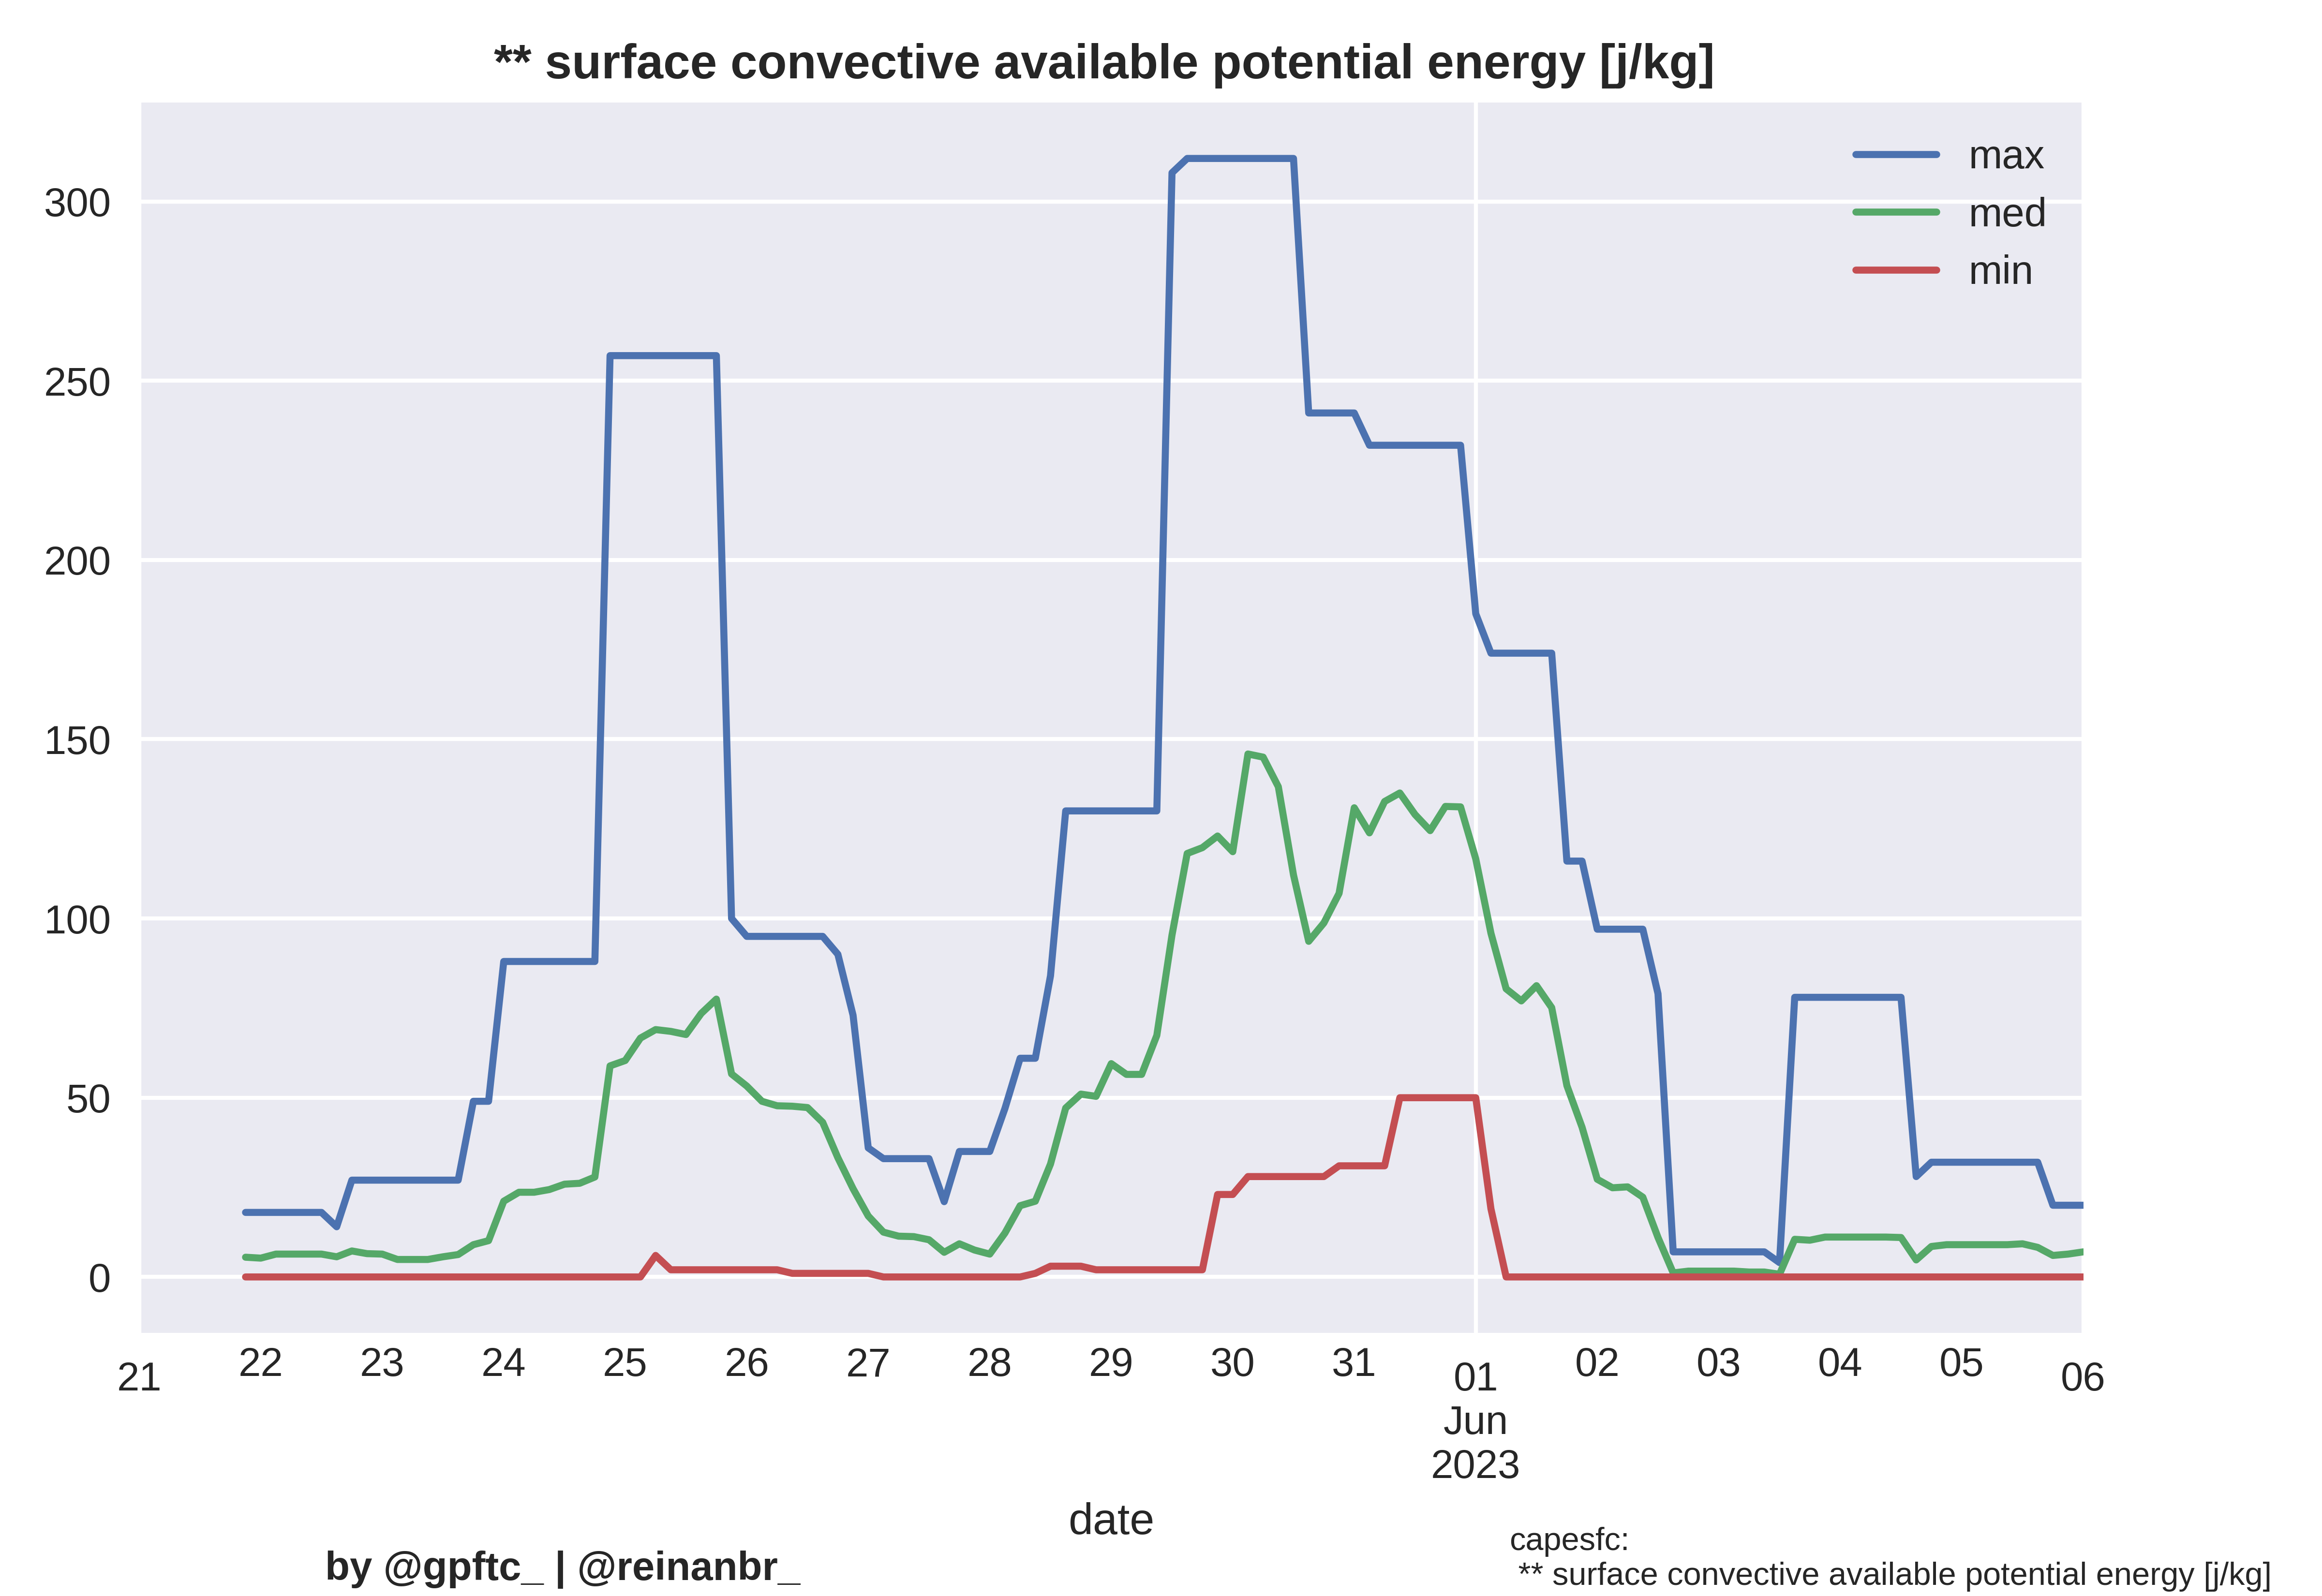 ** surface convective available potential energy [j/kg]
max
med
min
300
250
200
150
100
50
0
21 22 23 24 25 26 27 28 29 30 31 01 02 03 04 05 06
Jun
2023
date
by @gpftc_ | @reinanbr_
capesfc:
** surface convective available potential energy [j/kg]